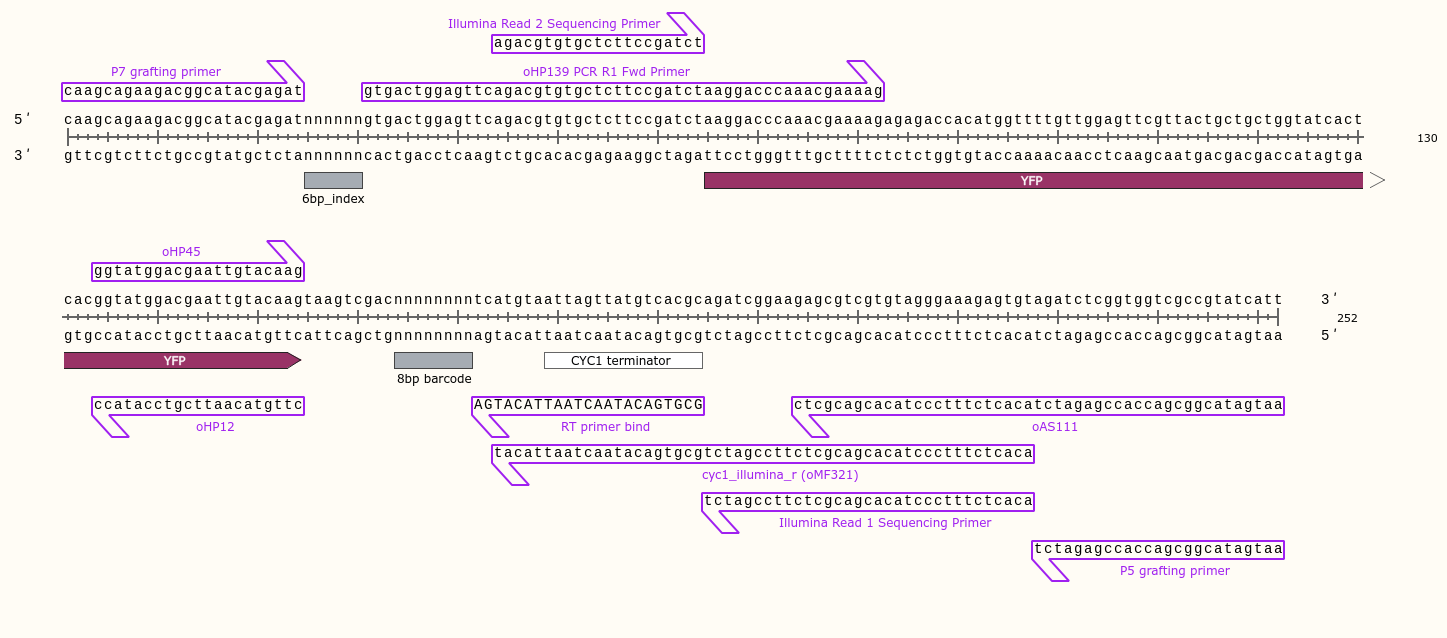 Illumina Read 2 Sequencing Primer
agacgtgtgctcttccgatct
P7 grafting primer
oHP139 PCR R1 Fwd Primer
caagcagaagacggcatacgagat
gtgactggagttcagacgtgtgctcttccgatctaaggacccaaacgaaaag
5' caagcagaagacggcatacgagatnnnnnngtgactggagttcagacgtgtgctcttccgatctaaggacccaaacgaaaagagagaccacatggttttgttggagttcgttactgctgctggtatcact
130
3' gttcgtcttctgccgtatgctctannnnnncactgacctcaagtctgcacacgagaaggctagattcctgggtttgcttttctctctggtgtaccaaaacaacctcaagcaatgacgacgaccatagtga
YFP
6bp_index
oHP45
ggtatggacgaattgtacaag
cacggtatggacgaattgtacaagtaagtcgacnnnnnnnntcatgtaattagttatgtcacgcagatcggaagagcgtcgtgtagggaaagagtgtagatctcggtggtcgccgtatcatt 3'
252
gtgccatacctgcttaacatgttcattcagctgnnnnnnnnagtacattaatcaatacagtgcgtctagccttctcgcagcacatccctttctcacatctagagccaccagcggcatagtaa 5'
YFP
CYC1 terminator
8bp barcode
ccatacctgcttaacatgttc
AGTACATTAATCAATACAGTGCG
ctcgcagcacatccctttctcacatctagagccaccagcggcatagtaa
oHP12
RT primer bind
oAS111
tacattaatcaatacagtgcgtctagccttctcgcagcacatccctttctcaca
cyc1_illumina_r (oMF321)
tctagccttctcgcagcacatccctttctcaca
Illumina Read 1 Sequencing Primer
tctagagccaccagcggcatagtaa
P5 grafting primer